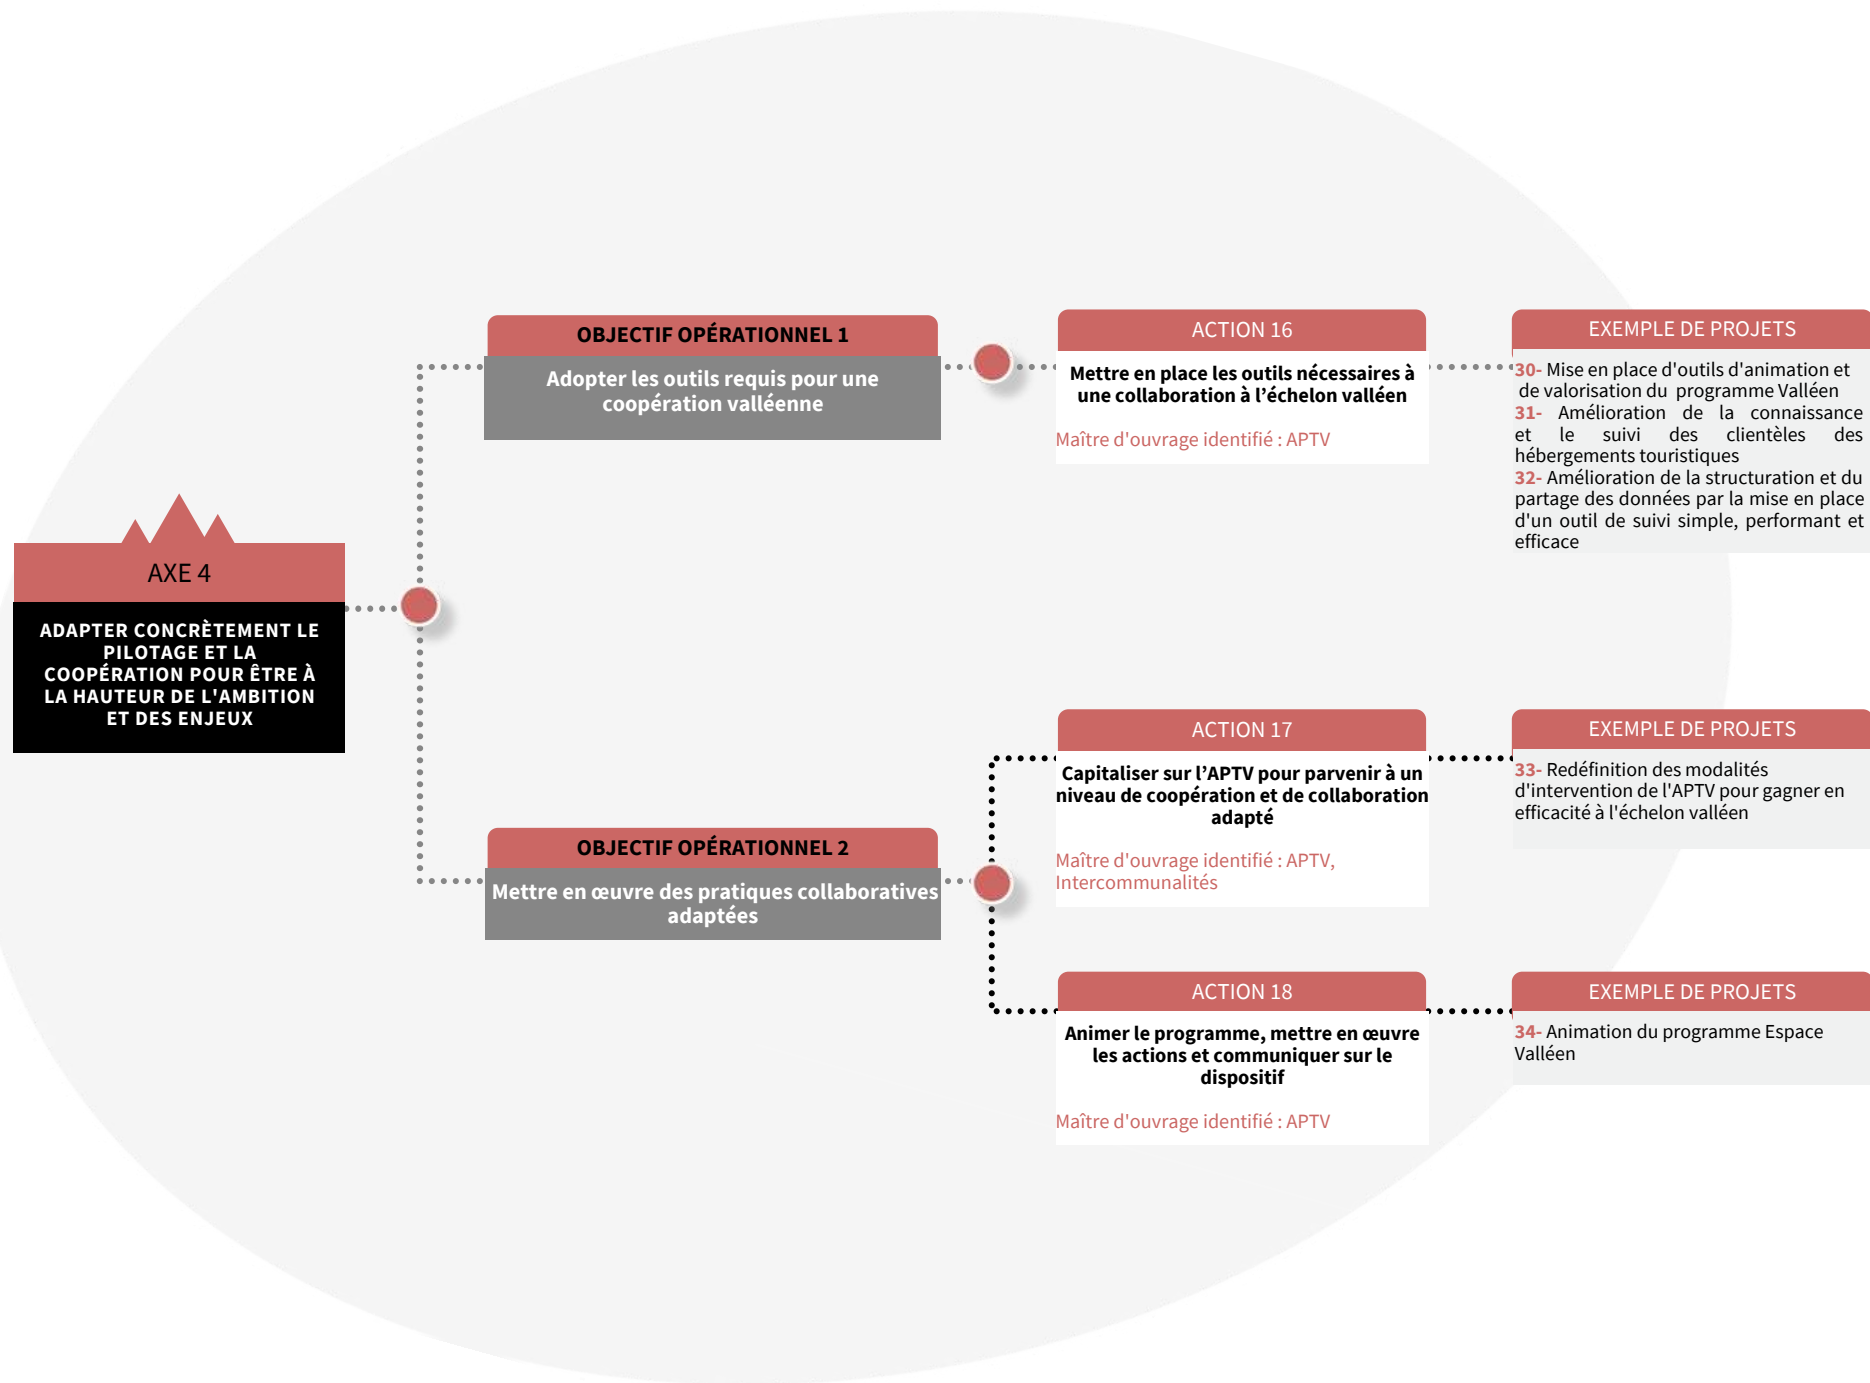 AXE 4
ADAPTER CONCRÈTEMENT LE
PILOTAGE ET LA
COOPÉRATION POUR ÊTRE À
LA HAUTEUR DE L'AMBITION
ET DES ENJEUX
OBJECTIF OPÉRATIONNEL 1
Adopter les outils requis pour une
coopération valléenne
ACTION 16
Mettre en place les outils nécessaires à
une collaboration à l’échelon valléen
Maître d'ouvrage identifié : APTV
EXEMPLE DE PROJETS
30- Mise en place d'outils d'animation et
de valorisation du programme Valléen
31- Amélioration de la connaissance
et le suivi des clientèles des
hébergements touristiques
32- Amélioration de la structuration et du
partage des données par la mise en place
d'un outil de suivi simple, performant et
efficace
OBJECTIF OPÉRATIONNEL 2
Mettre en œuvre des pratiques collaboratives
adaptées
ACTION 17
Capitaliser sur l’APTV pour parvenir à un
niveau de coopération et de collaboration
adapté
Maître d'ouvrage identifié : APTV,
Intercommunalités
EXEMPLE DE PROJETS
33- Redéfinition des modalités
d'intervention de l'APTV pour gagner en
efficacité à l'échelon valléen
ACTION 18
Animer le programme, mettre en œuvre
les actions et communiquer sur le
dispositif
Maître d'ouvrage identifié : APTV
EXEMPLE DE PROJETS
34- Animation du programme Espace
Valléen